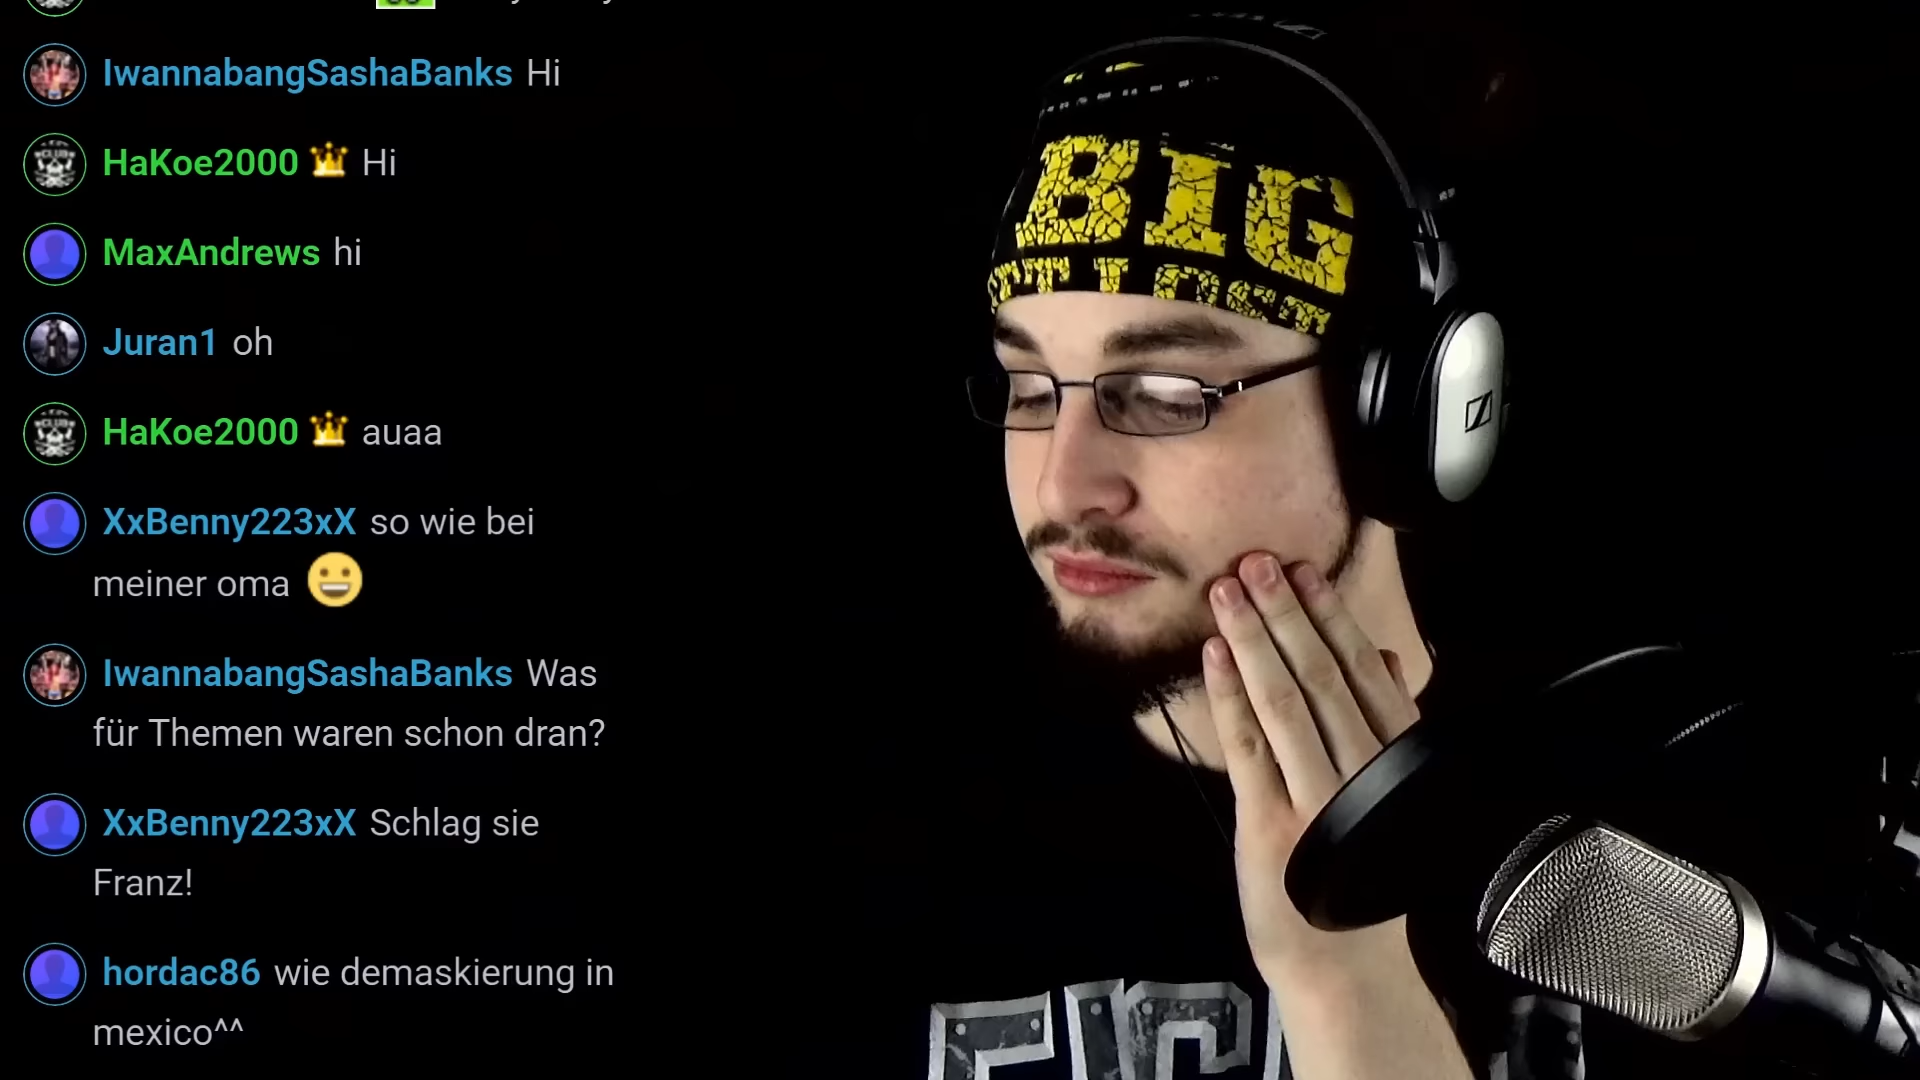 IwannabangSashaBanks Hi
HaKoe2000 Hi
MaxAndrews hi
Juran1 oh
HaKoe2000 auaa
XxBenny223xX so wie bei
meiner oma
IwannabangSashaBanks Was
für Themen waren schon dran?
XxBenny223xX Schlag sie
Franz!
hordac86 wie demaskierung in
mexico^^
BIG